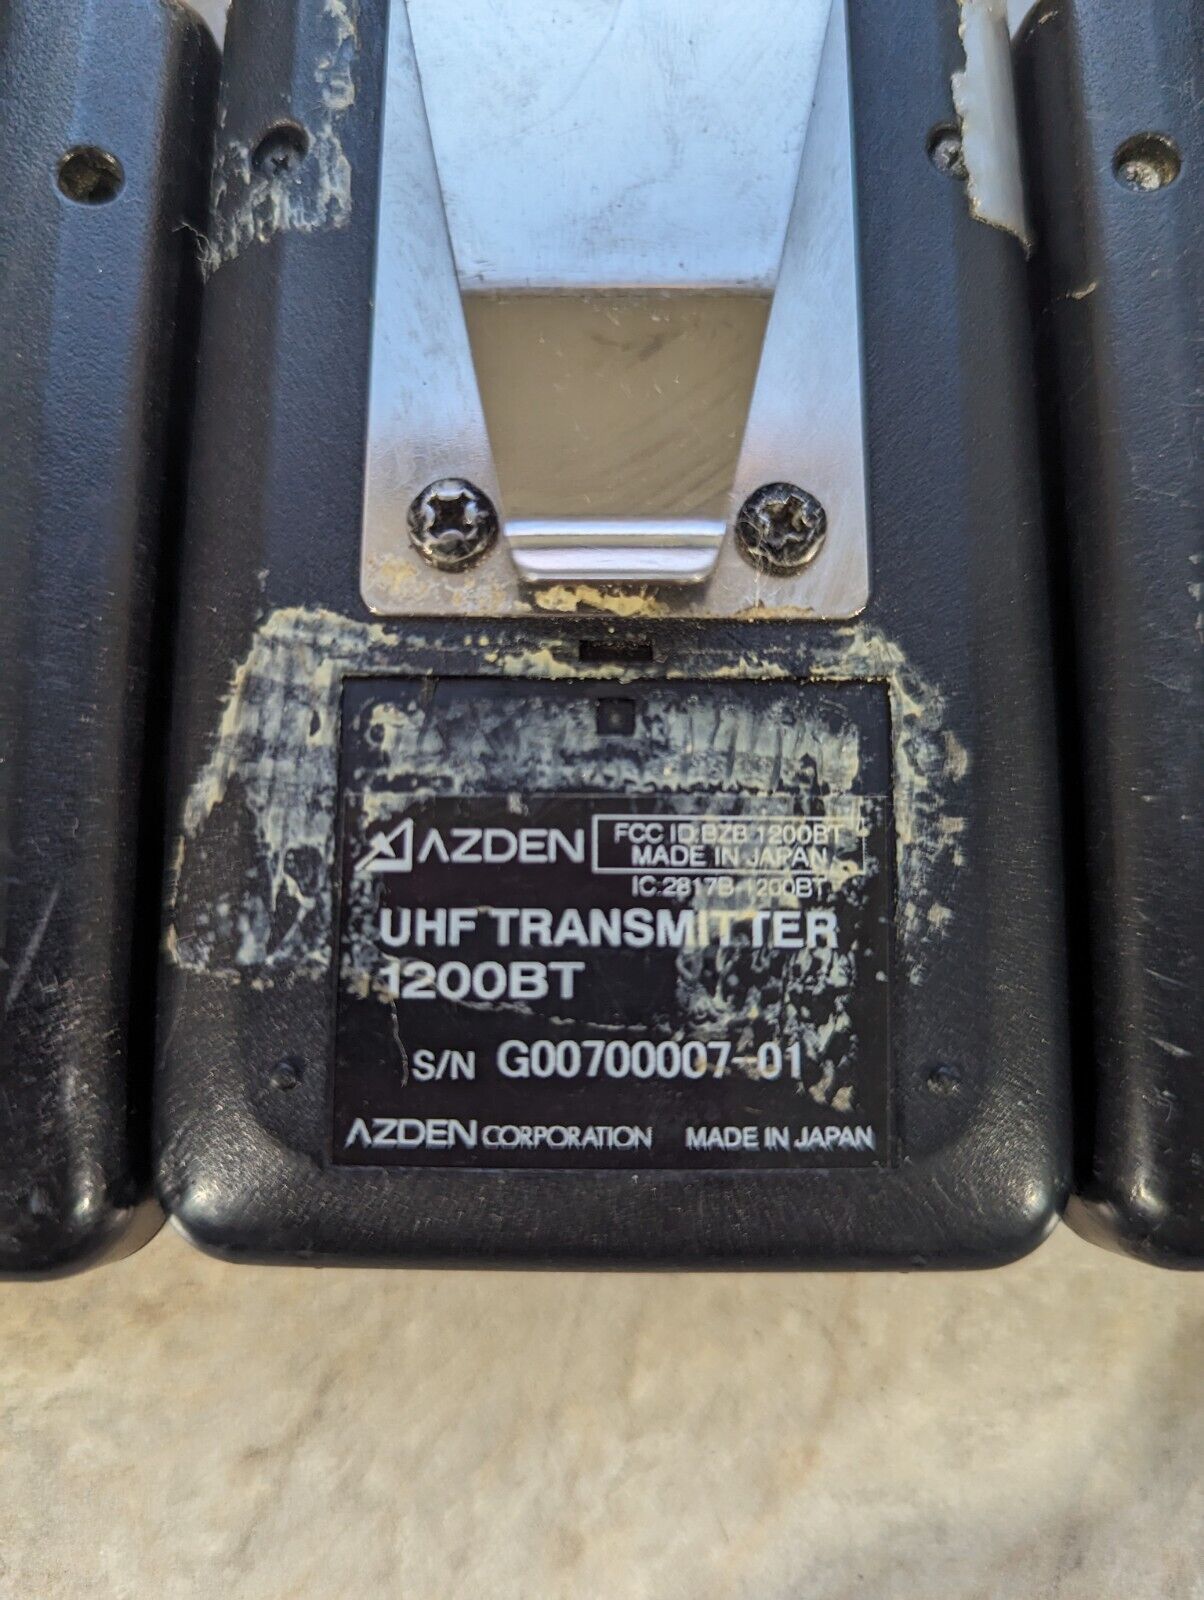 AZDEN
FCC ID.BZB 1200BT
MADE IN JAPAN
IC.2817B-1200BT
UHF TRANSMITTER
1200BT
S/N G00700007-01
AZDEN CORPORATION MADE IN JAPAN